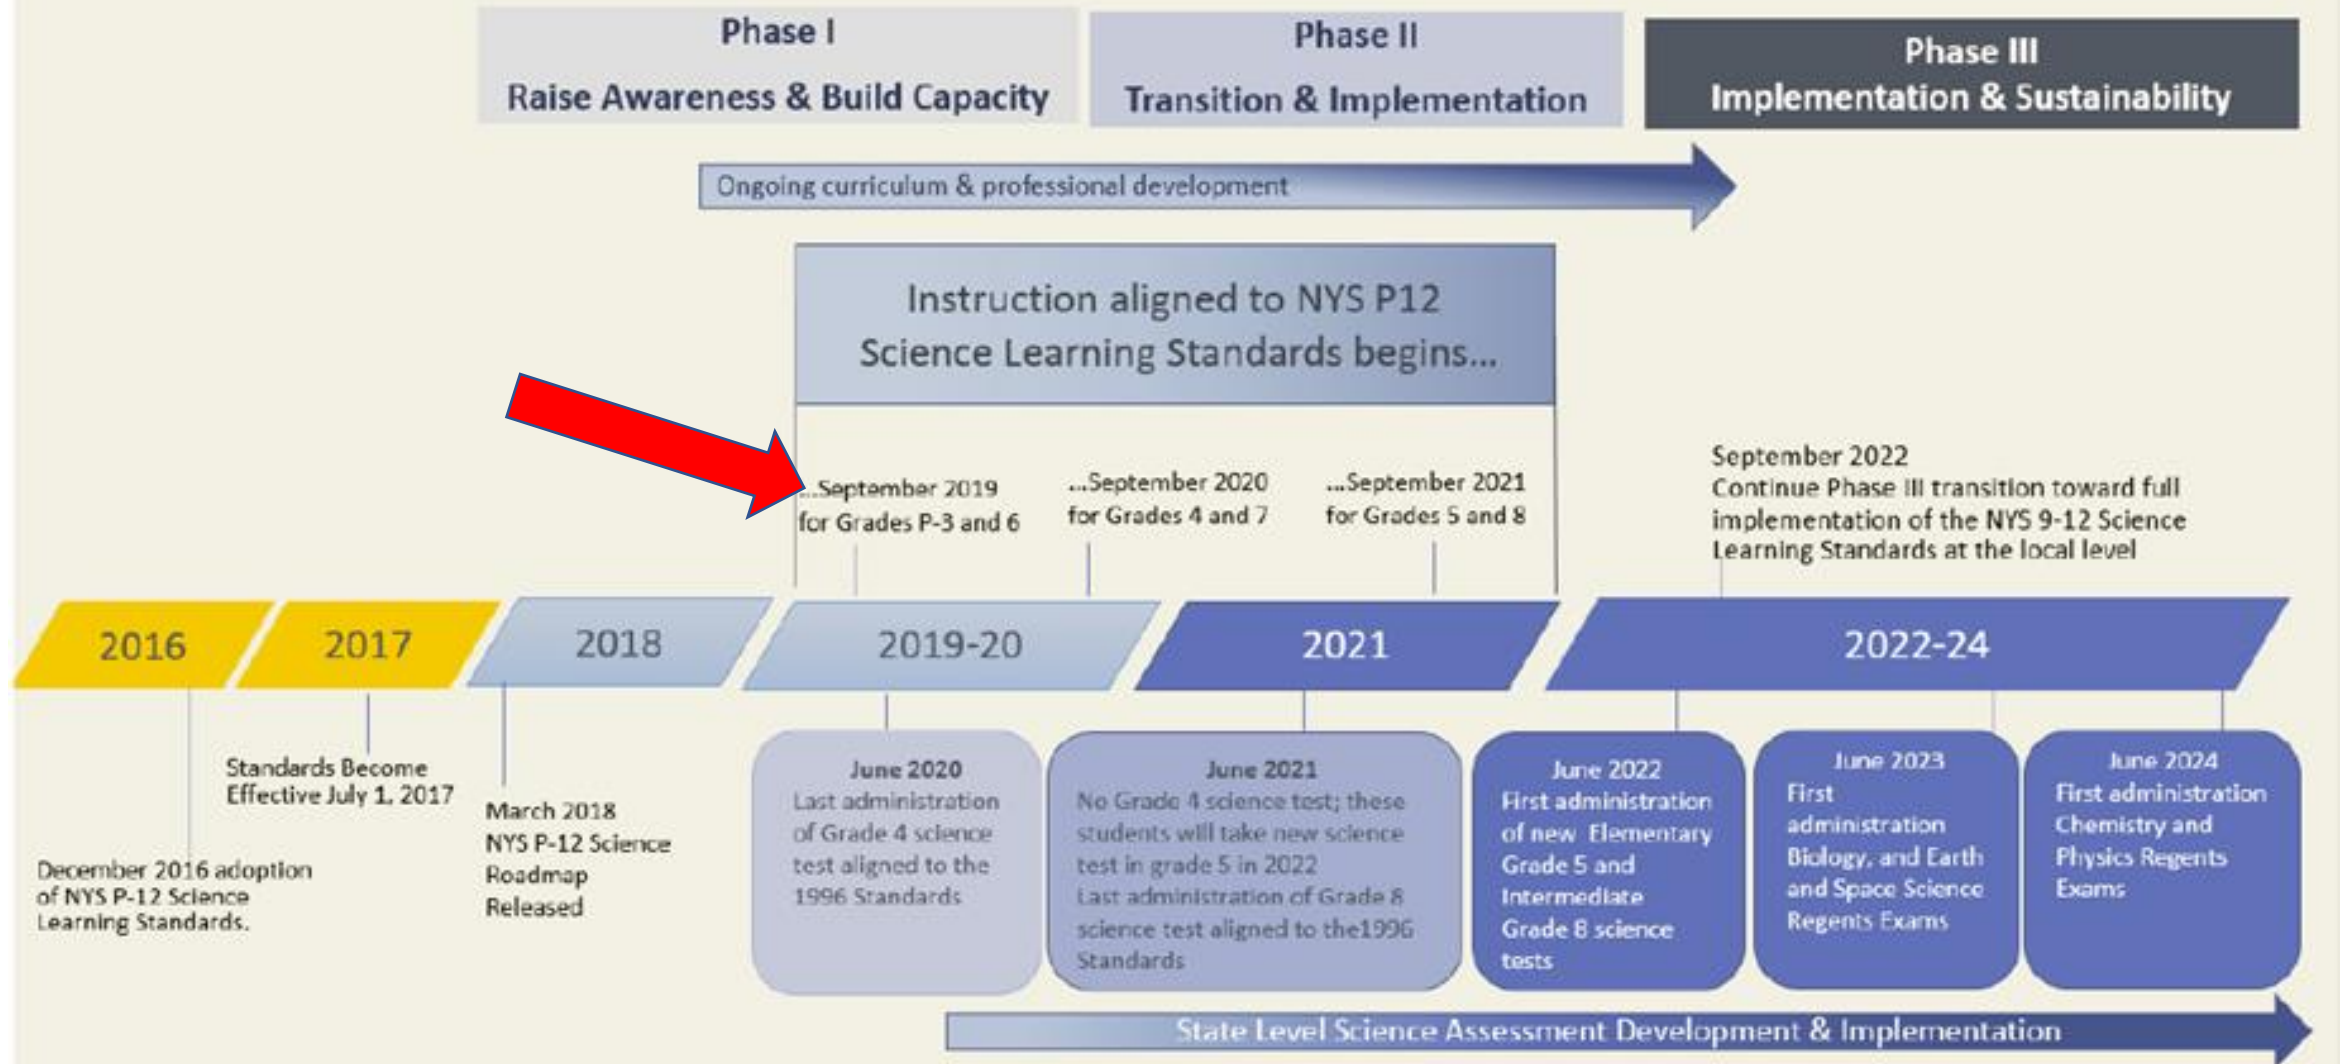 Phase I
Raise Awareness & Build Capacity
Phase II
Transition & Implementation
Phase III
Implementation & Sustainability
Ongoing curriculum & professional development
Instruction aligned to NYS P12
Science Learning Standards begins...
...September 2019
for Grades P-3 and 6
...September 2020
for Grades 4 and 7
...September 2021
for Grades 5 and 8
September 2022
Continue Phase III transition toward full
implementation of the NYS 9-12 Science
Learning Standards at the local level
2016
2017
2018
2019-20
2021
2022-24
December 2016 adoption
of NYS P-12 Science
Learning Standards.
Standards Become
Effective July 1, 2017
March 2018
NYS P-12 Science
Roadmap
Released
June 2020
Last administration
of Grade 4 science
test aligned to the
1996 Standards
June 2021
No Grade 4 science test; these
students will take new science
test in grade 5 in 2022
Last administration of Grade 8
science test aligned to the1996
Standards
June 2022
First administration
of new Elementary
Grade 5 and
Intermediate
Grade 8 science
tests
June 2023
First
administration
Biology, and Earth
and Space Science
Regents Exams
June 2024
First administration
Chemistry and
Physics Regents
Exams
State Level Science Assessment Development & Implementation